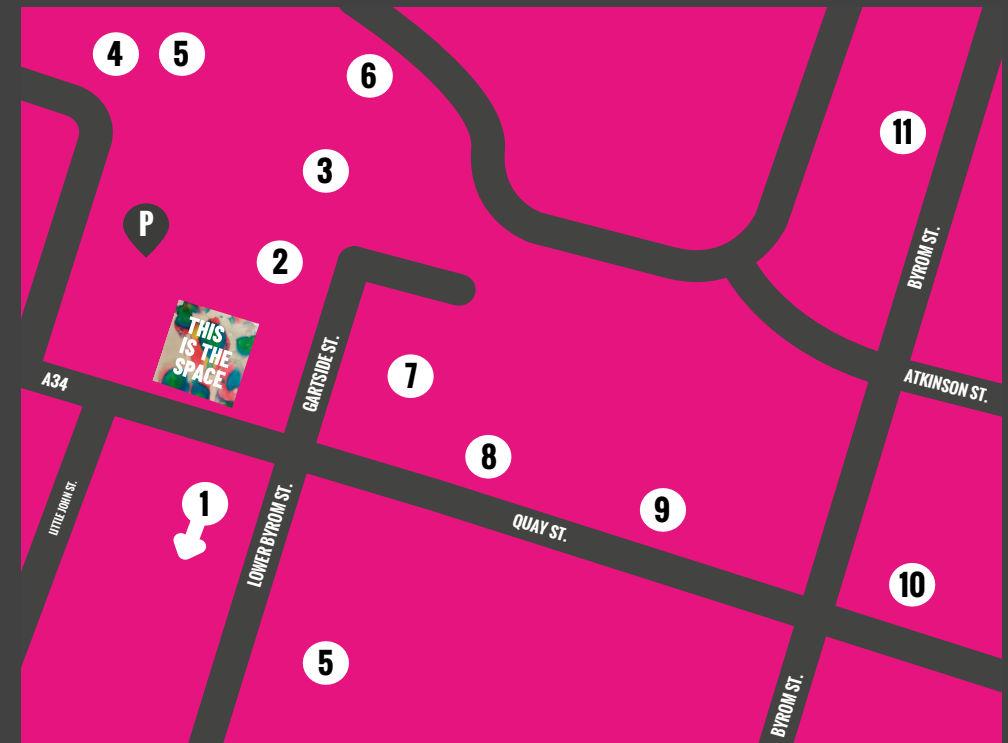 4
5
6
11
3
P
BYROM ST.
2
THIS
IS THE
SPACE
GARTSIDE ST.
7
A34
ATKINSON ST.
8
LITTLE JOHN ST.
1
LOWER BYROM ST.
QUAY ST.
9
10
5
BYROM ST.